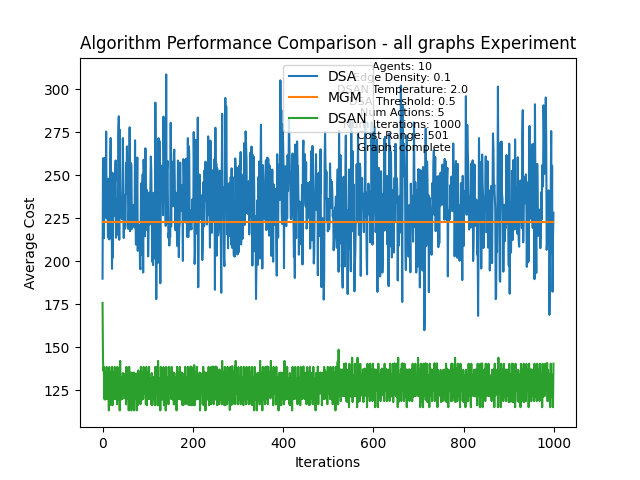 Algorithm Performance Comparison - all graphs Experiment
Average Cost
300
275
250
225
200
175
150
125
0
200
400
600
800
1000
Iterations
DSA
MGM
DSAN
Agents: 10
Edge Density: 0.1
DSAN Temperature: 2.0
DSA Threshold: 0.5
Num Actions: 5
Iterations: 1000
Cost Range: 501
Graph: complete